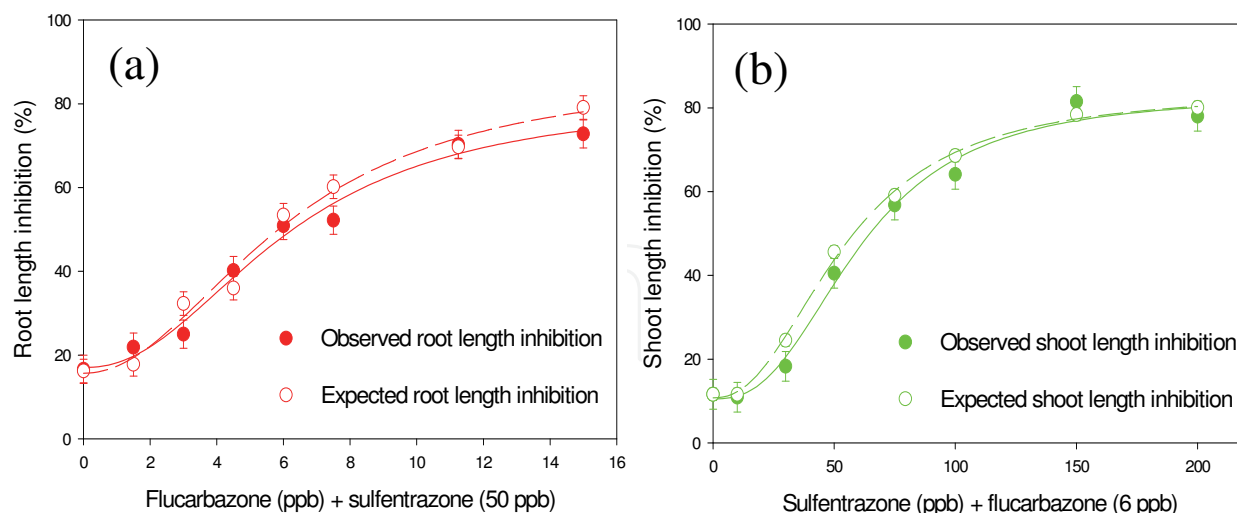 (a)
Root length inhibition (%)
100
80
60
40
20
0
Observed root length inhibition
Expected root length inhibition
0 2 4 6 8 10 12 14 16
Flucarbazone (ppb) + sulfentrazone (50 ppb)
(b)
Shoot length inhibition (%)
100
80
60
40
20
0
Observed shoot length inhibition
Expected shoot length inhibition
0 50 100 150 200
Sulfentrazone (ppb) + flucarbazone (6 ppb)